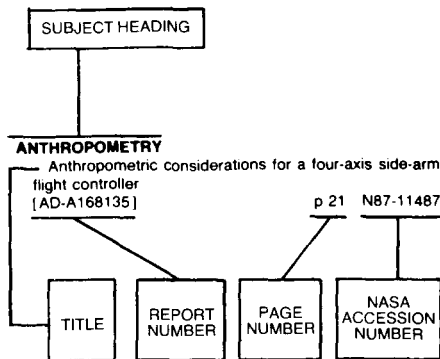 SUBJECT HEADING
ANTHROPOMETRY
Anthropometric considerations for a four-axis side-arm
flight controller
[AD-A168135] p 21 N87-11487
TITLE
REPORT
NUMBER
PAGE
NUMBER
NASA
ACCESSION
NUMBER